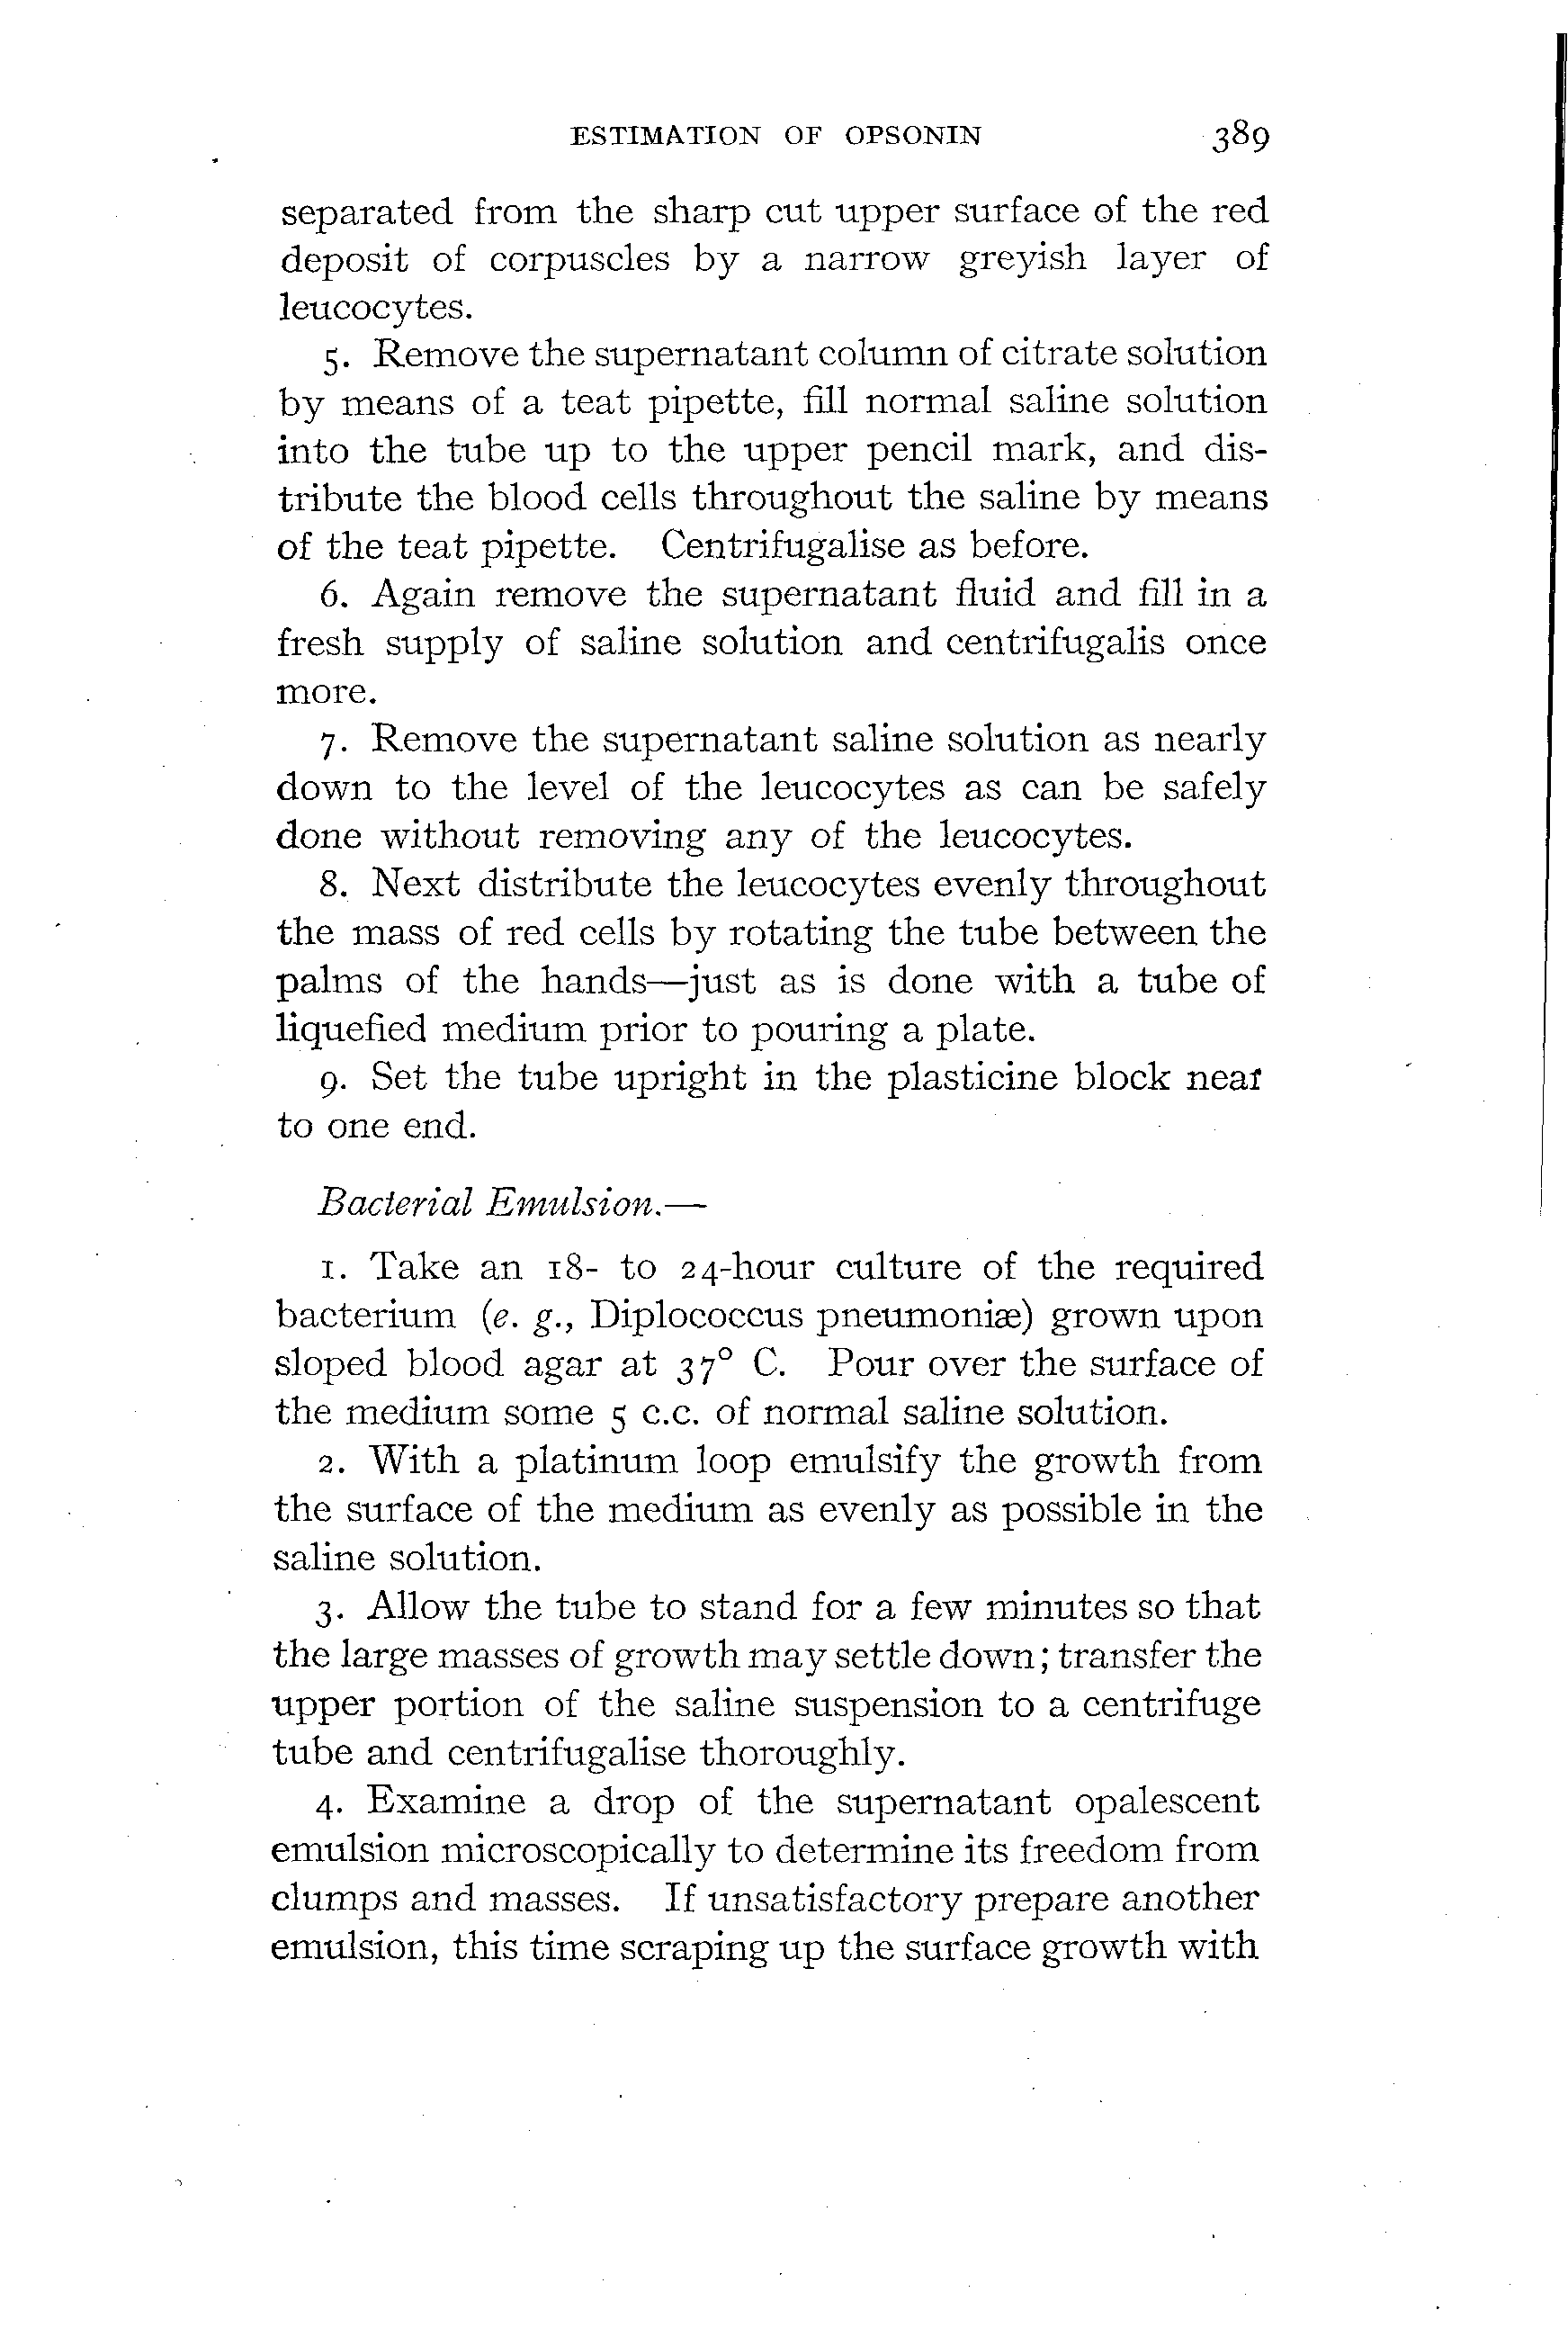 ESTIMATION OF OPSONIN 389
separated from the sharp cut upper surface of the red
deposit of corpuscles by a narrow greyish layer of
leucocytes.
5. Remove the supernatant column of citrate solution
by means of a teat pipette, fill normal saline solution
into the tube up to the upper pencil mark, and dis-
tribute the blood cells throughout the saline by means
of the teat pipette. Centrifugalise as before.
6. Again remove the supernatant fluid and fill in a
fresh supply of saline solution and centrifugalis once
more.
7. Remove the supernatant saline solution as nearly
down to the level of the leucocytes as can be safely
done without removing any of the leucocytes.
8. Next distribute the leucocytes evenly throughout
the mass of red cells by rotating the tube between the
palms of the hands—just as is done with a tube of
liquefied medium prior to pouring a plate.
9. Set the tube upright in the plasticine block near
to one end.
Bacterial Emulsion.—
1. Take an 18- to 24-hour culture of the required
bacterium (e. g., Diplococcus pneumoniæ) grown upon
sloped blood agar at 37° C. Pour over the surface of
the medium some 5 c.c. of normal saline solution.
2. With a platinum loop emulsify the growth from
the surface of the medium as evenly as possible in the
saline solution.
3. Allow the tube to stand for a few minutes so that
the large masses of growth may settle down; transfer the
upper portion of the saline suspension to a centrifuge
tube and centrifugalise thoroughly.
4. Examine a drop of the supernatant opalescent
emulsion microscopically to determine its freedom from
clumps and masses. If unsatisfactory prepare another
emulsion, this time scraping up the surface growth with